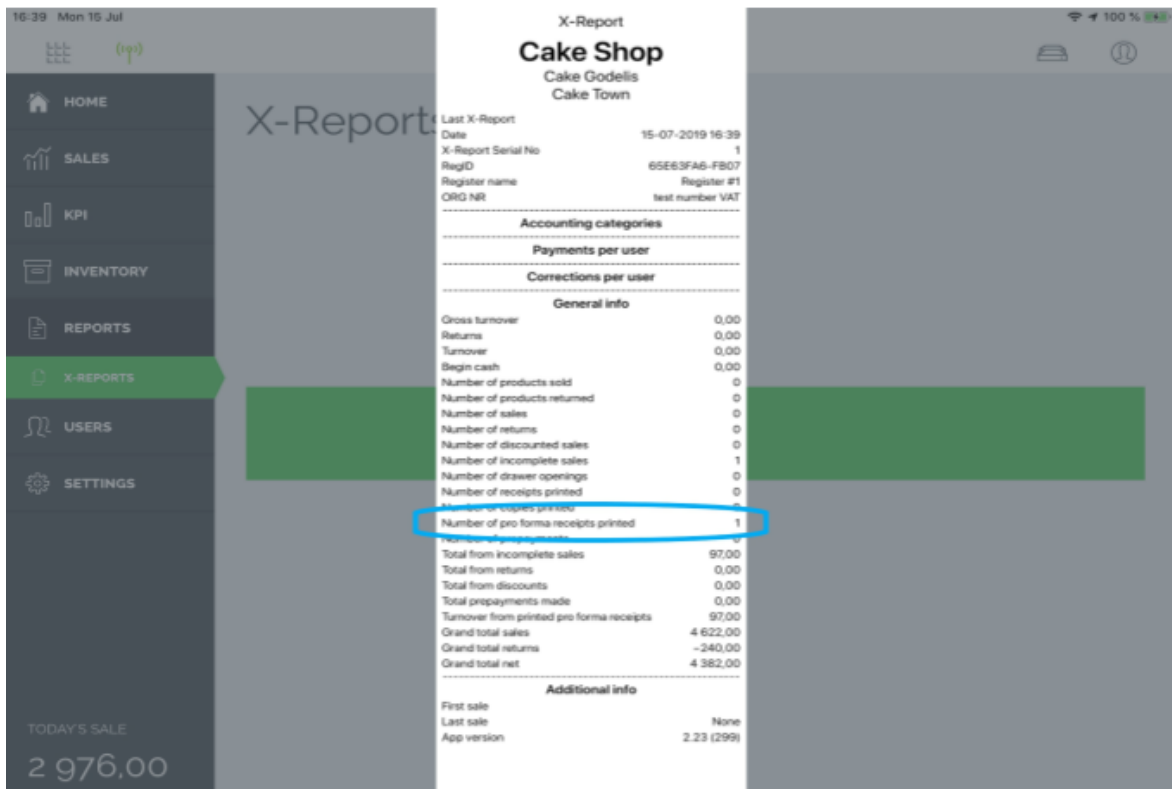 16:39 Mon 15 Jul
100 %
HOME
SALES
KPI
INVENTORY
REPORTS
X-REPORTS
USERS
SETTINGS
TODAY'S SALE
2 976,00
X-Reports
X-Report
Cake Shop
Cake Godelis
Cake Town
Last X-Report
Date 15-07-2019 16:39
X-Report Serial No 1
RegID 65E63FA6-FB07
Register name Register #1
ORG NR test number VAT
Accounting categories
Payments per user
Corrections per user
General info
Gross turnover 0,00
Returns 0,00
Turnover 0,00
Begin cash 0,00
Number of products sold 0
Number of products returned 0
Number of sales 0
Number of returns 0
Number of discounted sales 0
Number of incomplete sales 1
Number of drawer openings 0
Number of receipts printed 0
Number of copies printed 0
Number of pro forma receipts printed 1
Number of prepayments 0
Total from incomplete sales 97,00
Total from returns 0,00
Total from discounts 0,00
Total prepayments made 0,00
Turnover from printed pro forma receipts 97,00
Grand total sales 4 622,00
Grand total returns -240,00
Grand total net 4 382,00
Additional info
First sale
Last sale None
App version 2.23 (299)